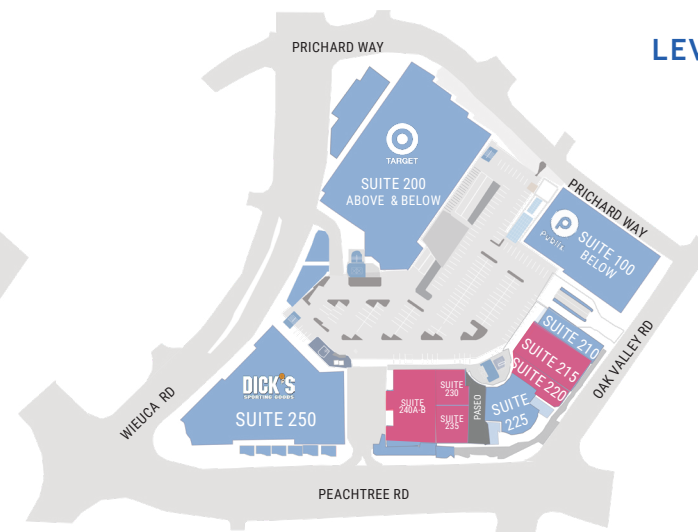 PRICHARD WAY
LEV
TARGET
SUITE 200
ABOVE & BELOW
PRICHARD WAY
Publix
SUITE 100
BELOW
SUITE 210
SUITE 215
SUITE 220
OAK VALLEY RD
DICK'S
SPORTING GOODS
SUITE 250
WIEUCA RD
SUITE
240A-B
SUITE
230
SUITE
235
PASEO
SUITE
225
PEACHTREE RD